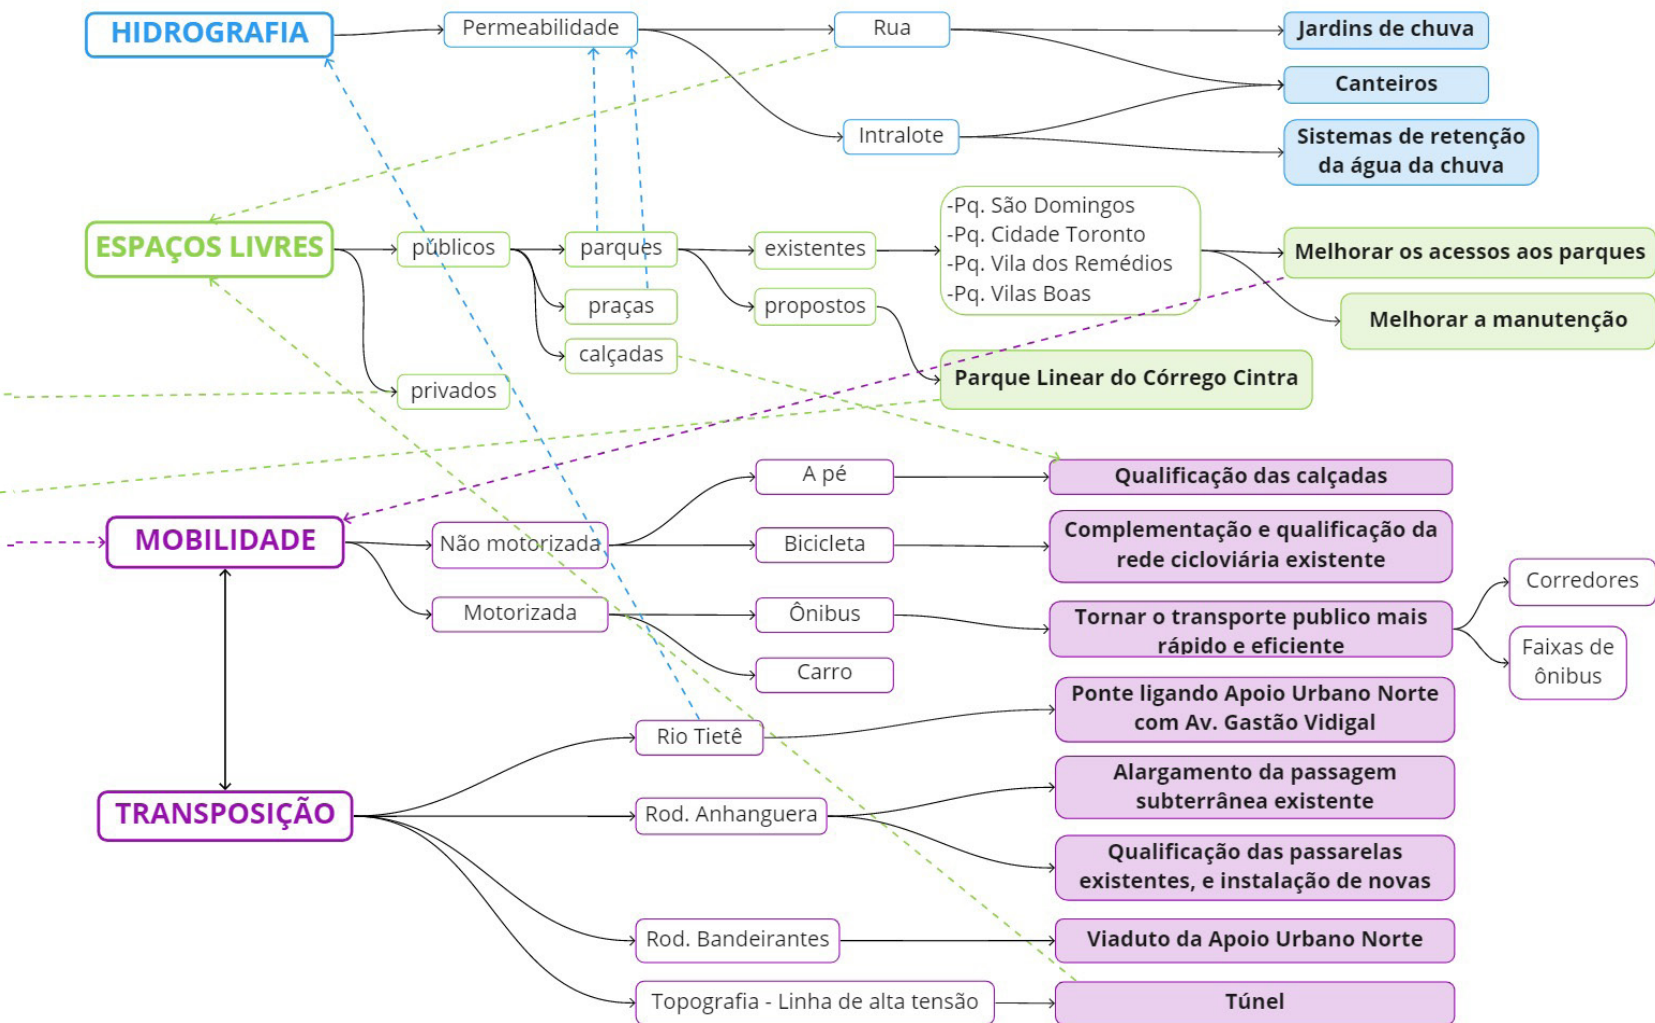 HIDROGRAFIA
Permeabilidade
Rua
Jardins de chuva
Canteiros
Intralote
Sistemas de retenção
da água da chuva
ESPAÇOS LIVRES
públicos
parques
existentes
-Pq. São Domingos
-Pq. Cidade Toronto
-Pq. Vila dos Remédios
-Pq. Vilas Boas
Melhorar os acessos aos parques
Melhorar a manutenção
praças
propostos
calçadas
Parque Linear do Córrego Cintra
privados
MOBILIDADE
Não motorizada
A pé
Qualificação das calçadas
Bicicleta
Complementação e qualificação da
rede cicloviária existente
Motorizada
Ônibus
Tornar o transporte publico mais
rápido e eficiente
Corredores
Faixas de
ônibus
Carro
TRANSPOSIÇÃO
Rio Tietê
Ponte ligando Apoio Urbano Norte
com Av. Gastão Vidigal
Rod. Anhanguera
Alargamento da passagem
subterrânea existente
Qualificação das passarelas
existentes, e instalação de novas
Rod. Bandeirantes
Viaduto da Apoio Urbano Norte
Topografia - Linha de alta tensão
Túnel